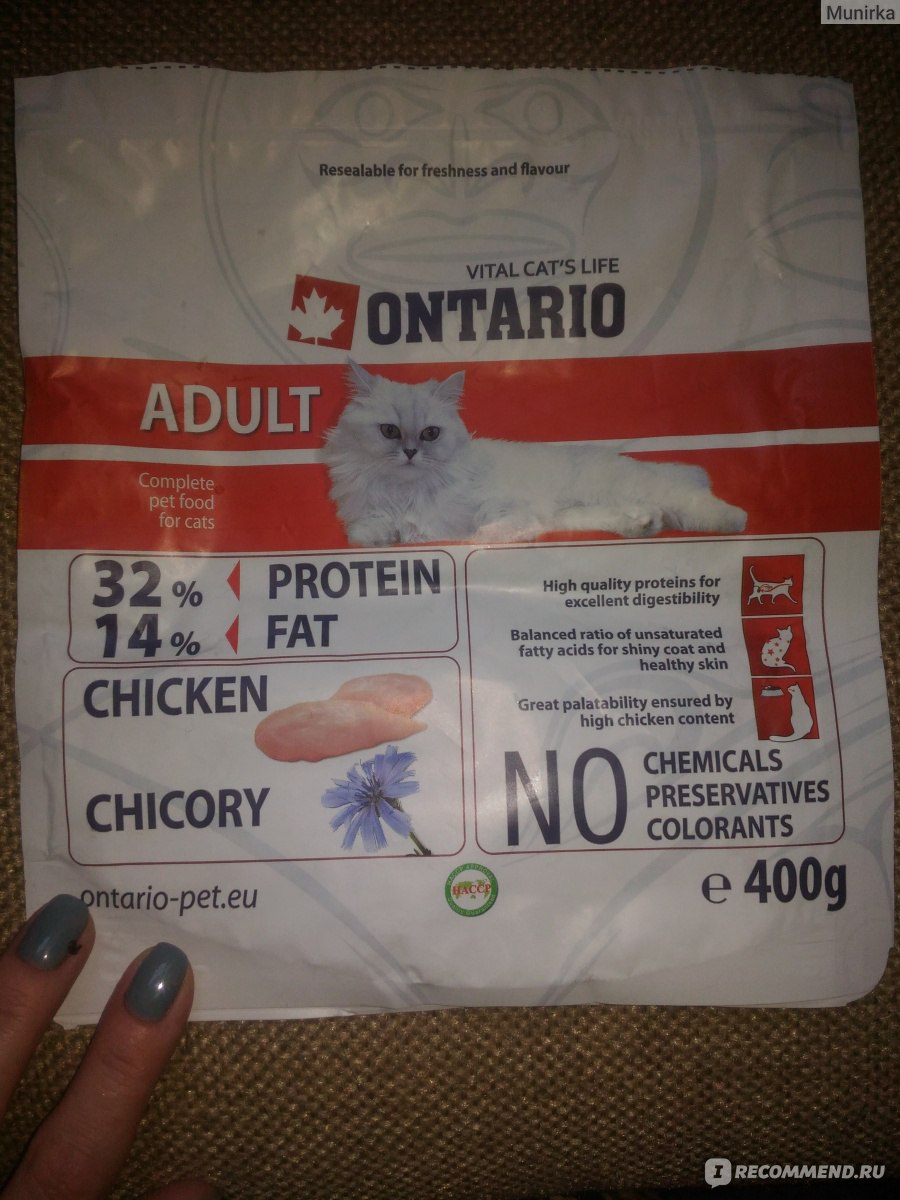 Munirka
Resealable for freshness and flavour
VITAL CAT'S LIFE
ONTARIO
ADULT
Complete
pet food
for cats
32 % PROTEIN
14 % FAT
CHICKEN
CHICORY
High quality proteins for
excellent digestibility
Balanced ratio of unsaturated
fatty acids for shiny coat and
healthy skin
Great palatability ensured by
high chicken content
NO
CHEMICALS
PRESERVATIVES
COLORANTS
ontario-pet.eu
HACCP
e 400g
IRECOMMEND.RU